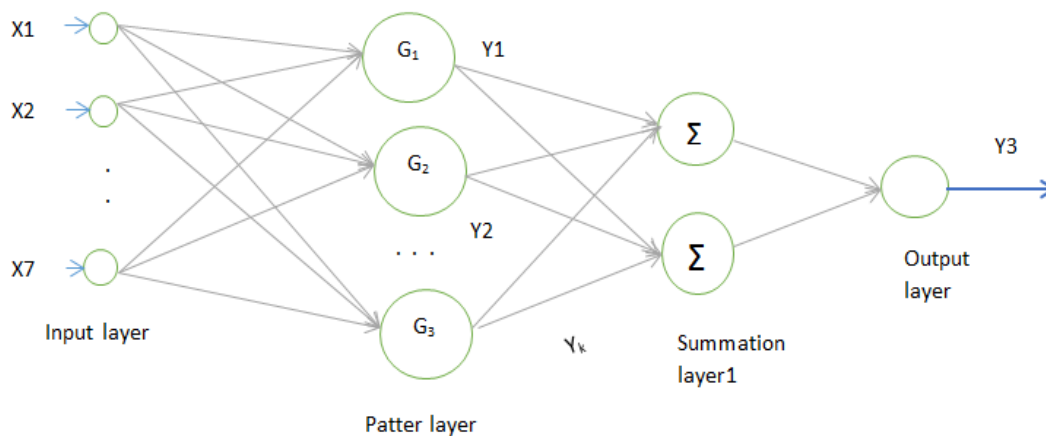 X1
X2
.
.
X7
Input layer
G1
G2
. . .
G3
Patter layer
Y1
Y2
Yk
Σ
Σ
Summation
layer1
Y3
Output
layer